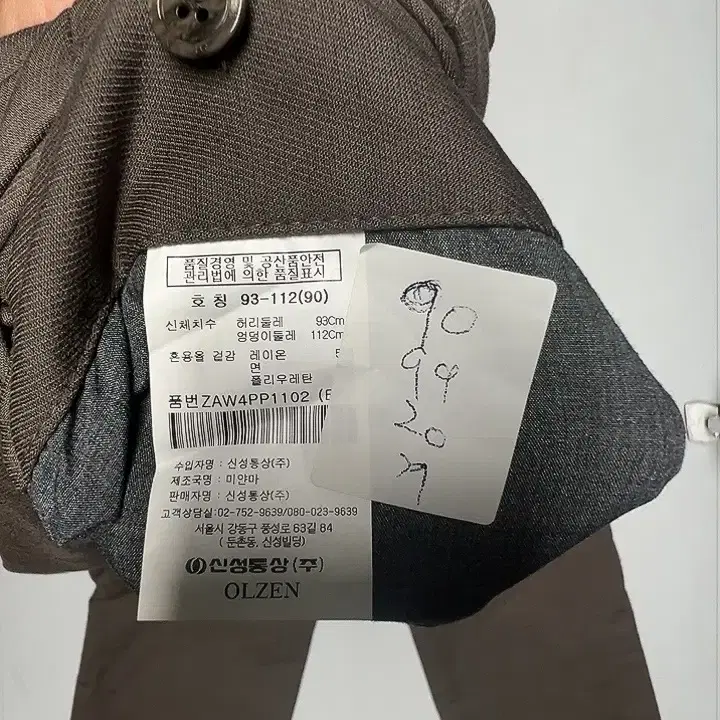 품질경영 및 공산품안전
관리법에 의한 품질표시
호 칭 93-112(90)
신체치수 허리둘레 93Cm
엉덩이둘레 112Cm
혼용율 겉감 레이온
면
폴리우레탄
품번ZAW4PP1102
수입자명 : 신성통상(주)
제조국명 : 미얀마
판매자명 : 신성통상(주)
고객상담실:02-752-9639/080-023-9639
서울시 강동구 풍성로 63길 84
( 둔촌동, 신성빌딩)
신성통상(주)
OLZEN
90
99
20